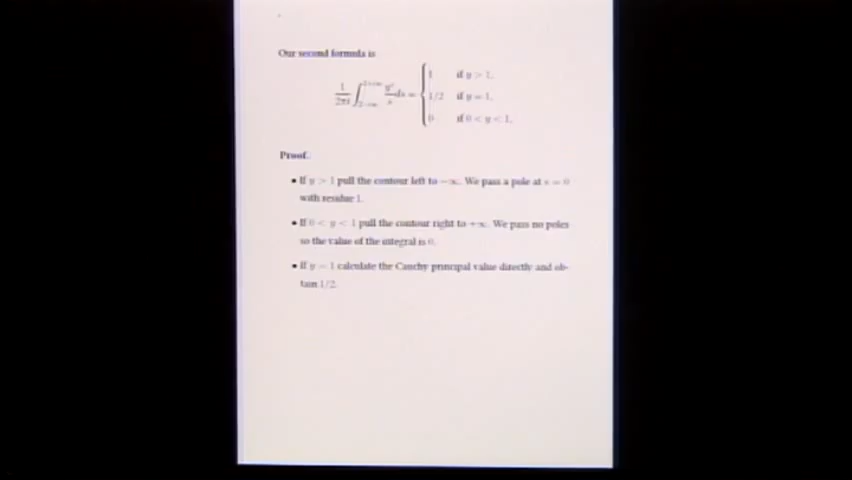 Our second formula is
1/2πi ∫_{2−i∞}^{2+i∞} y^s/s ds = { 1 if y > 1,
1/2 if y = 1,
0 if 0 < y < 1.
Proof.
• If y > 1 pull the contour left to −∞. We pass a pole at s = 0
with residue 1.
• If 0 < y < 1 pull the contour right to +∞. We pass no poles
so the value of the integral is 0.
• If y = 1 calculate the Cauchy principal value directly and ob-
tain 1/2.